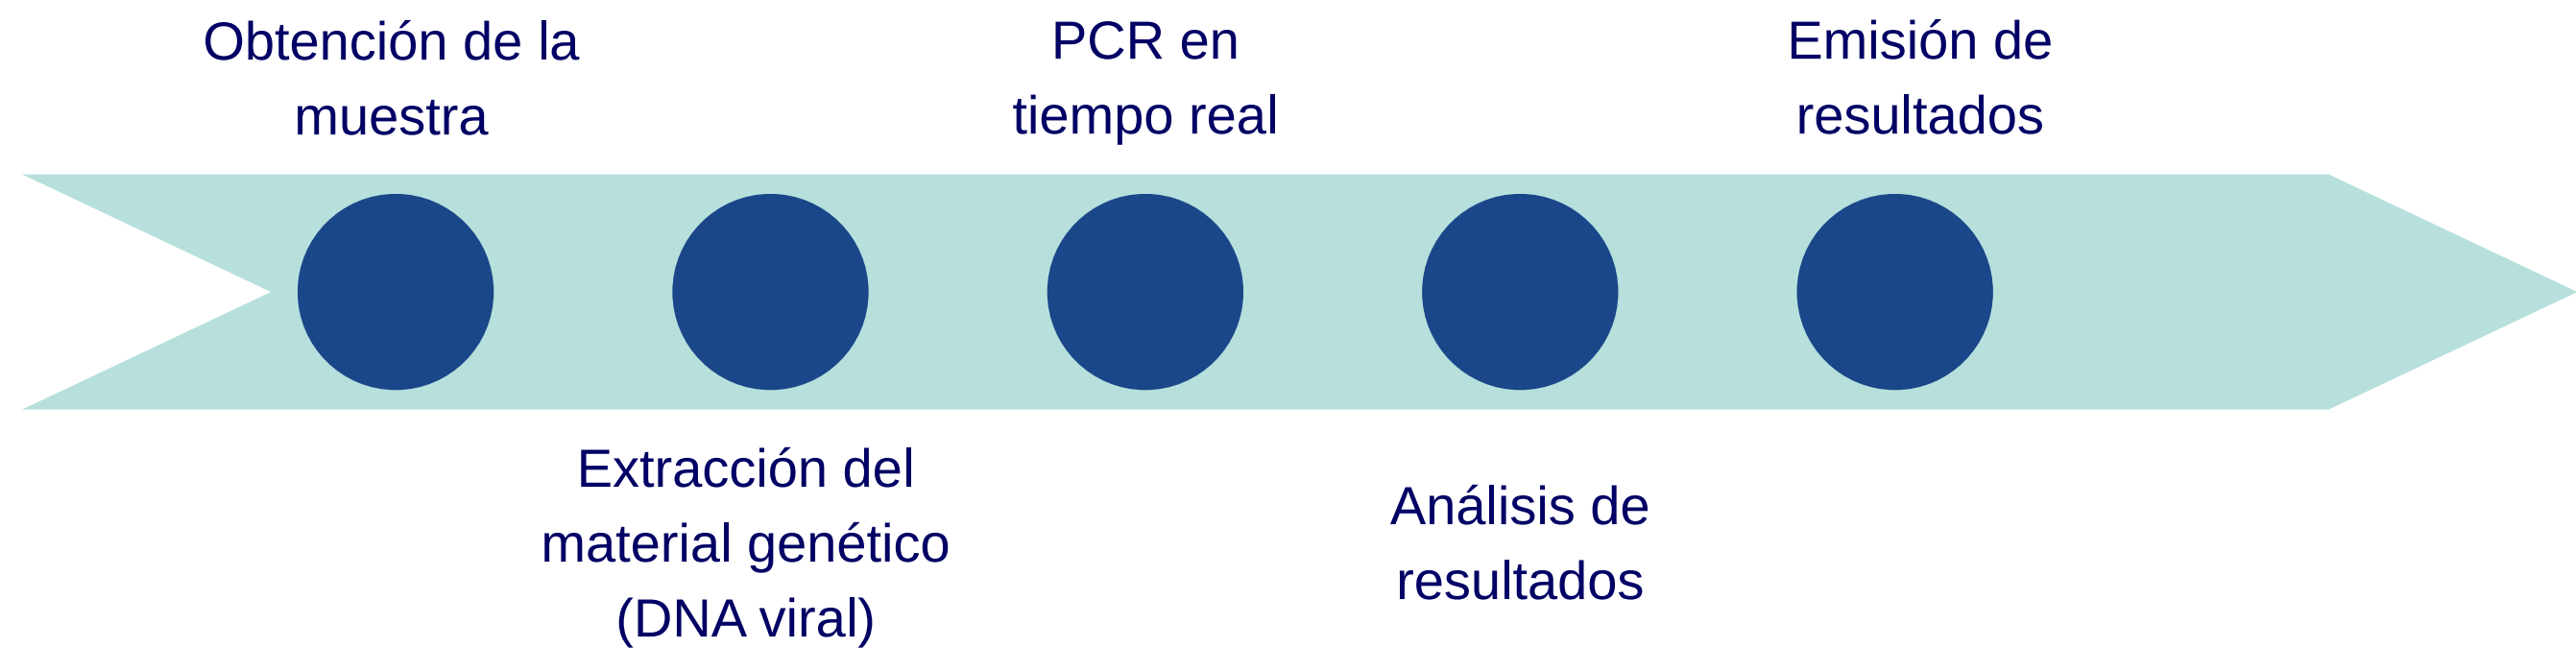 Obtención de la
muestra
Extracción del
material genético
(DNA viral)
PCR en
tiempo real
Análisis de
resultados
Emisión de
resultados